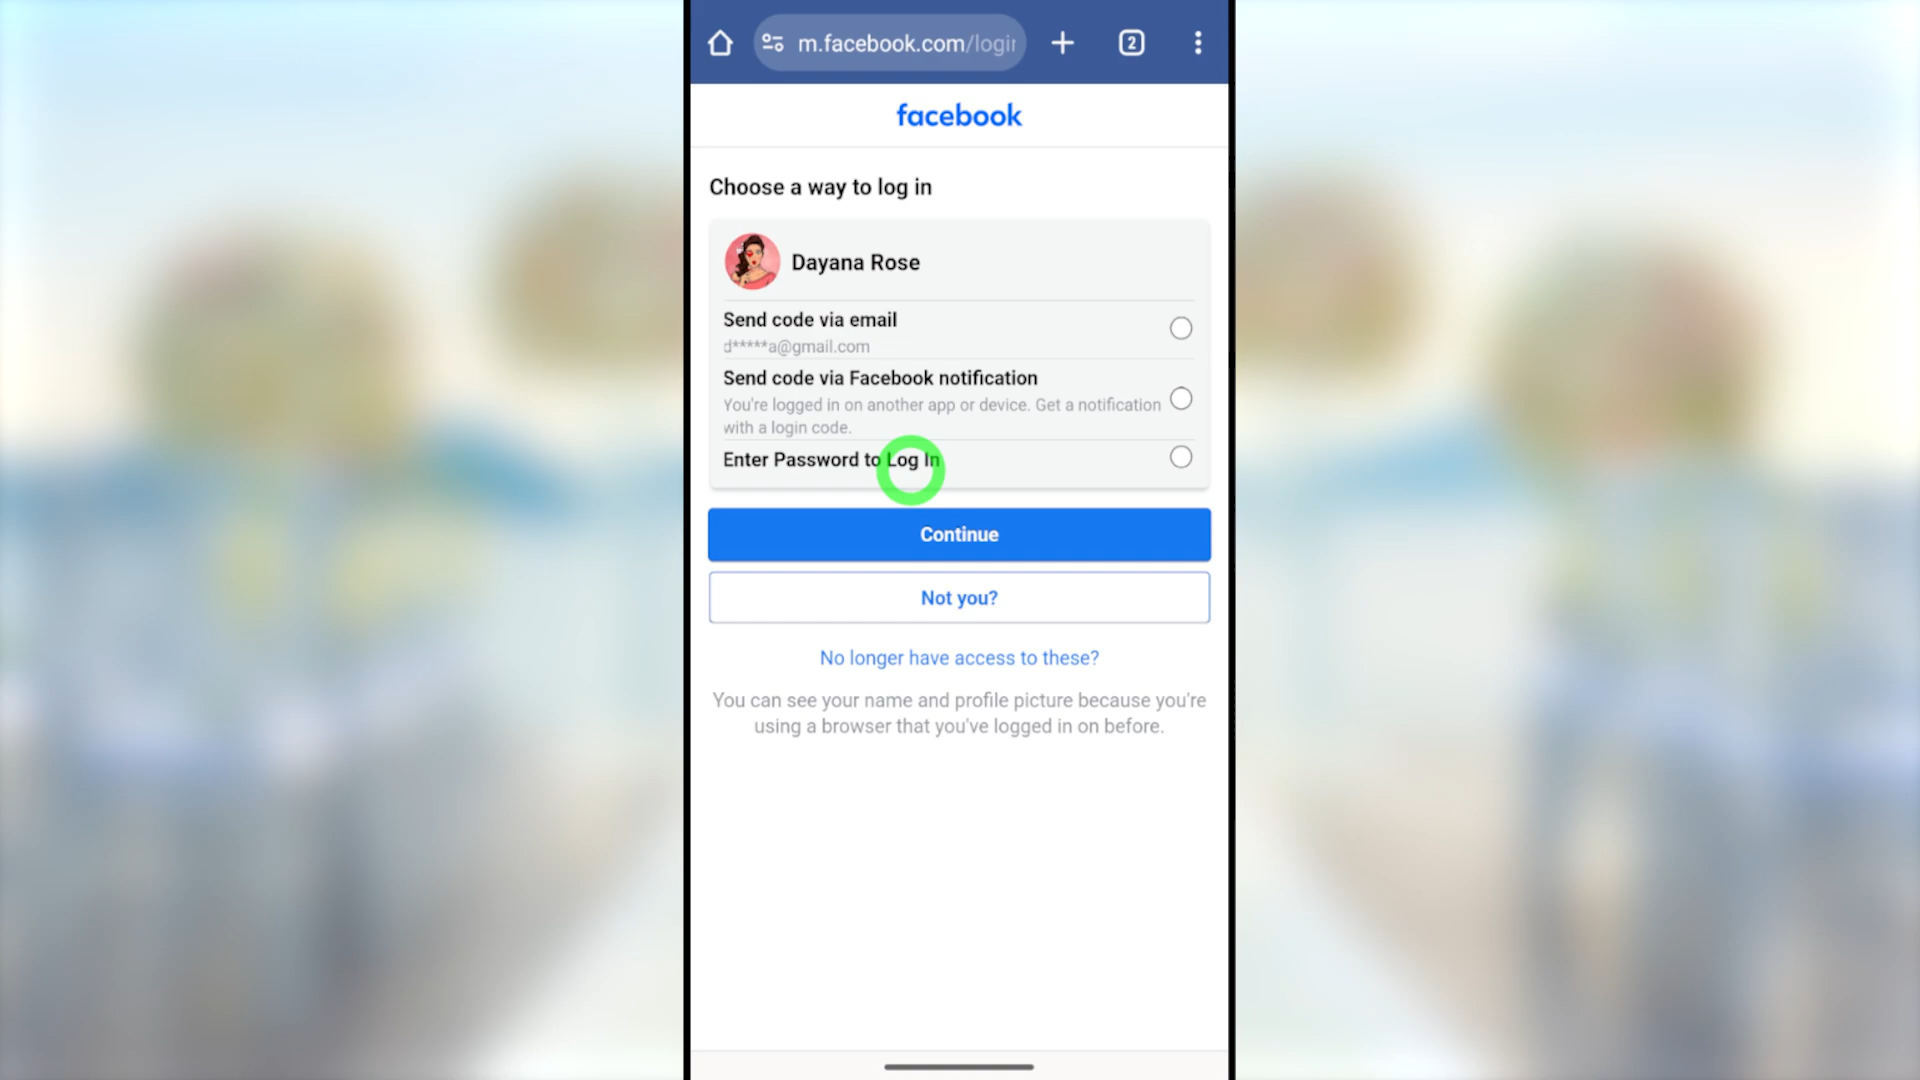 m.facebook.com/login
2
facebook
Choose a way to log in
Dayana Rose
Send code via email
d*****a@gmail.com
Send code via Facebook notification
You're logged in on another app or device. Get a notification
with a login code.
Enter Password to Log In
Continue
Not you?
No longer have access to these?
You can see your name and profile picture because you're
using a browser that you've logged in on before.